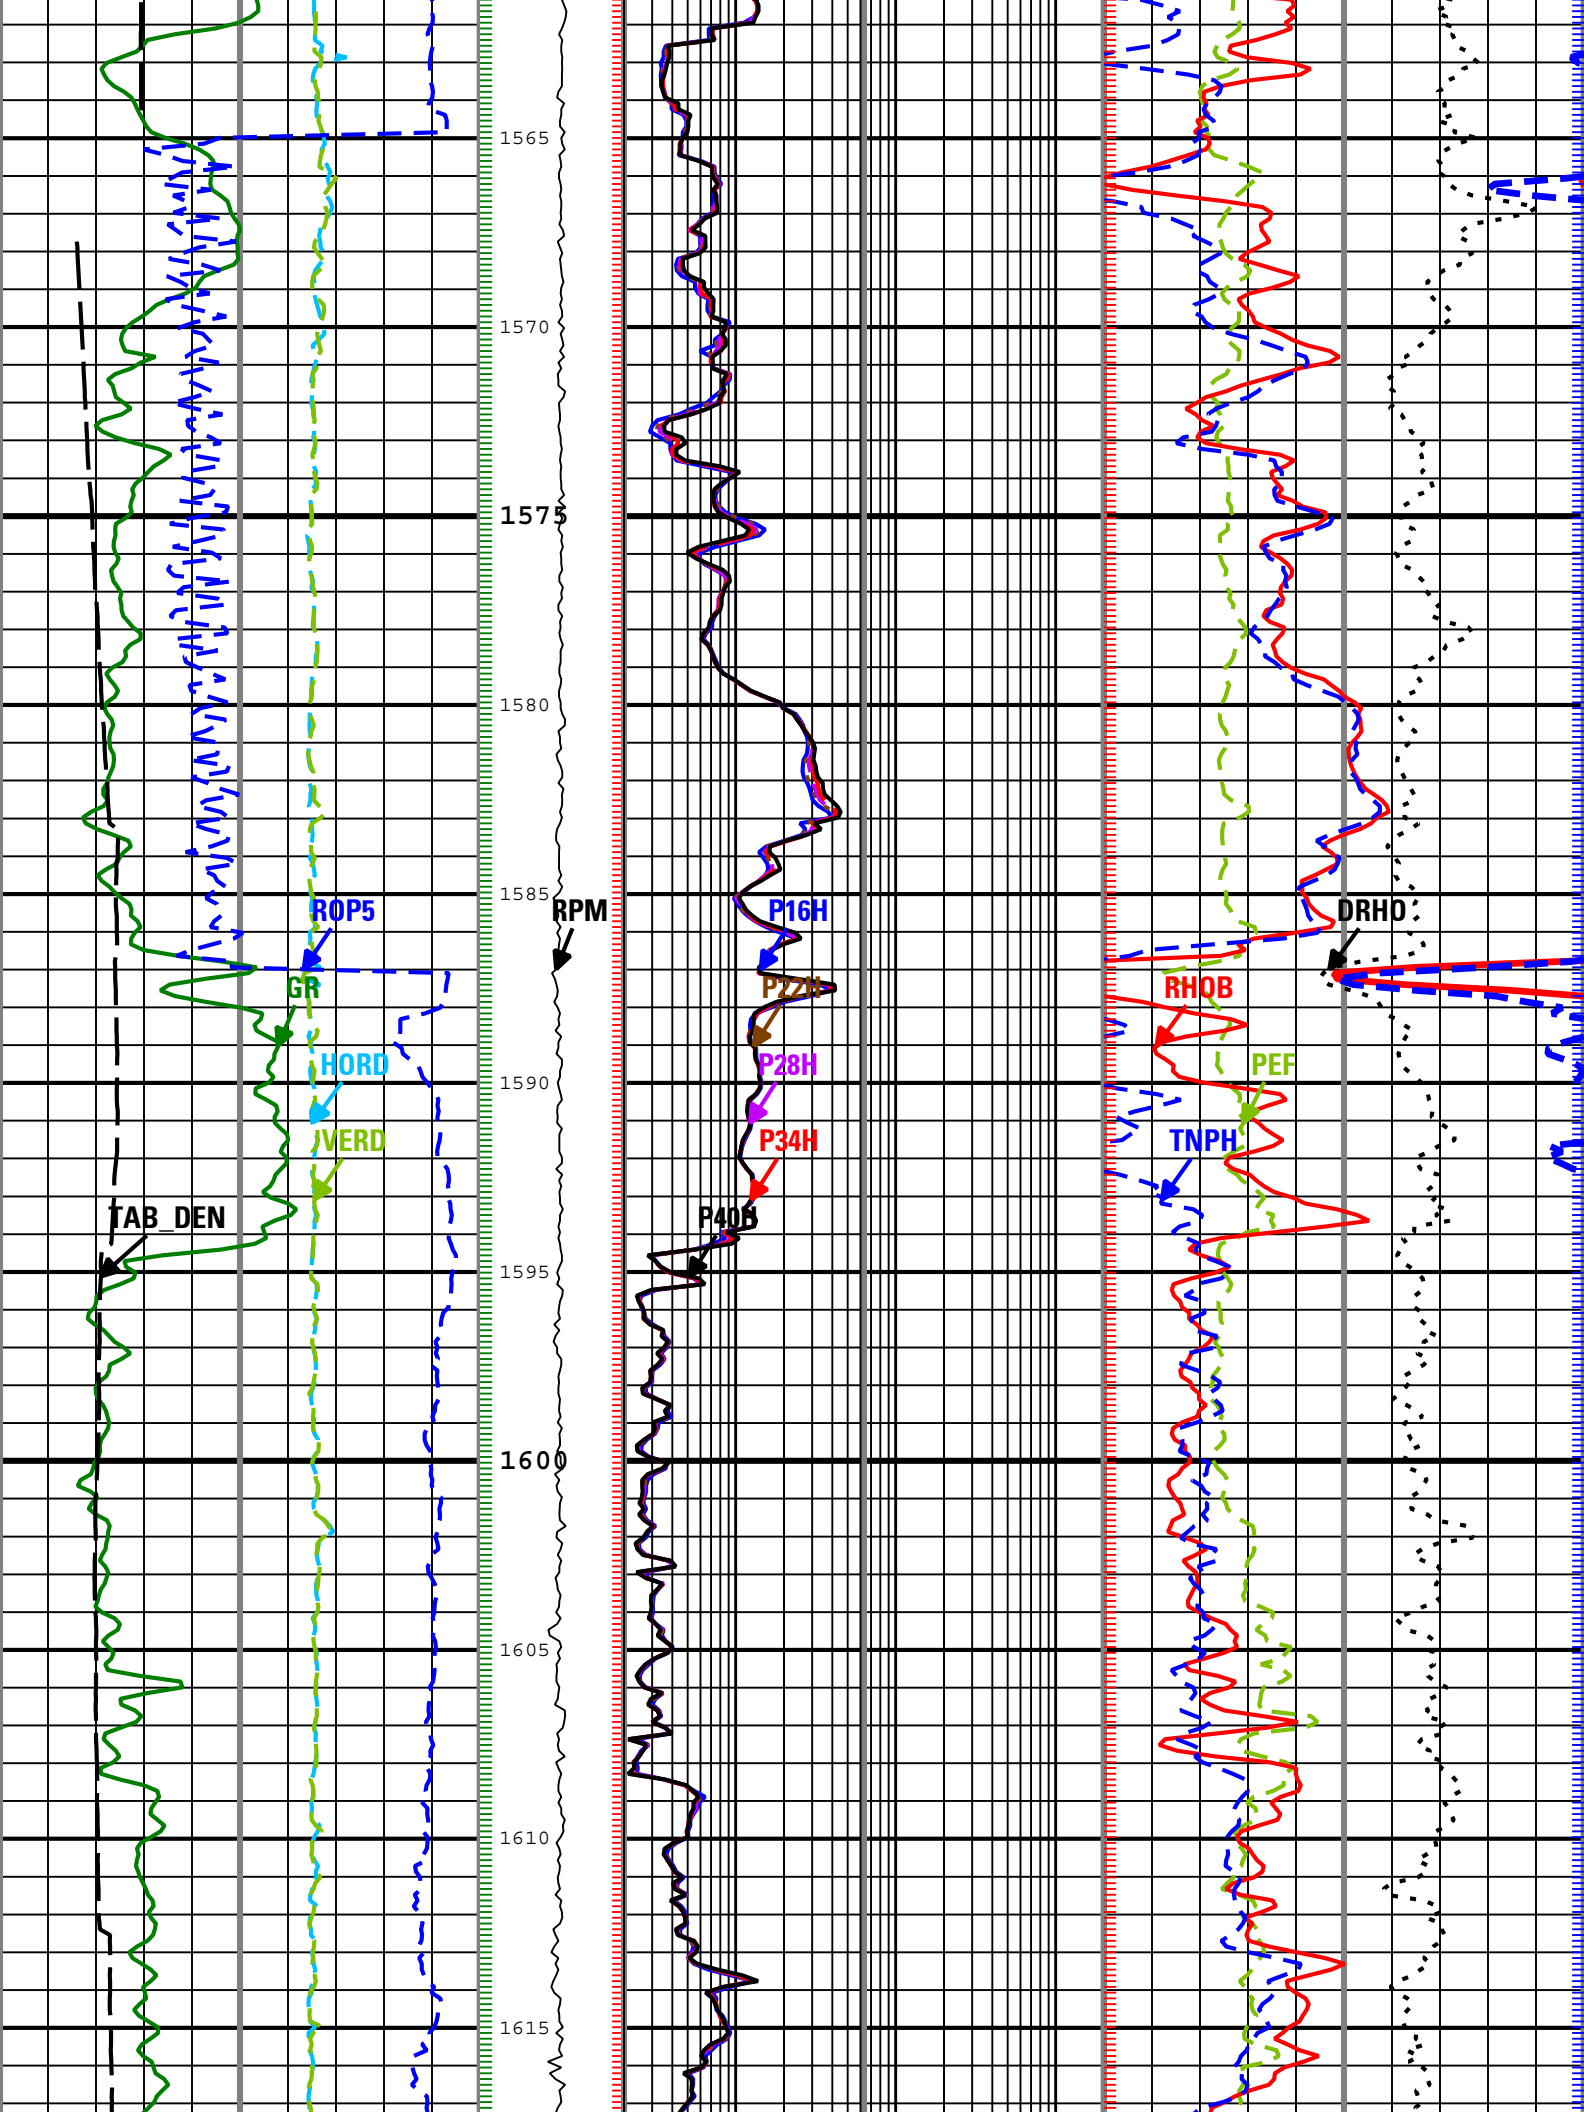 1565
1570
1575
1580
1585
ROP5 RPM P16H DRHO
GR P22H RHOB
HORD P28H PEF
1590
VERD P34H TNPH
TAB_DEN P40H
1595
1600
1605
1610
1615